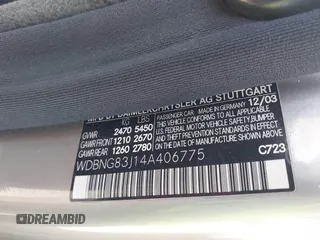 MFD BY DAIMLERCHRYSLER AG STUTTGART
PASSENGER CAR MADE IN GERMANY 12/03
KG LBS
GVWR 2470 5450
GAWR FRONT 1210 2670
GAWR REAR 1260 2780
THIS VEHICLE CONFORMS TO ALL APPLICABLE
FEDERAL MOTOR VEHICLE
SAFETY, BUMPER, AND THEFT
PREVENTION STANDARDS IN EFFECT
ON THE DATE OF MANUFACTURE
SHOWN ABOVE
WDBNG83J14A406775
C723
DREAMBID